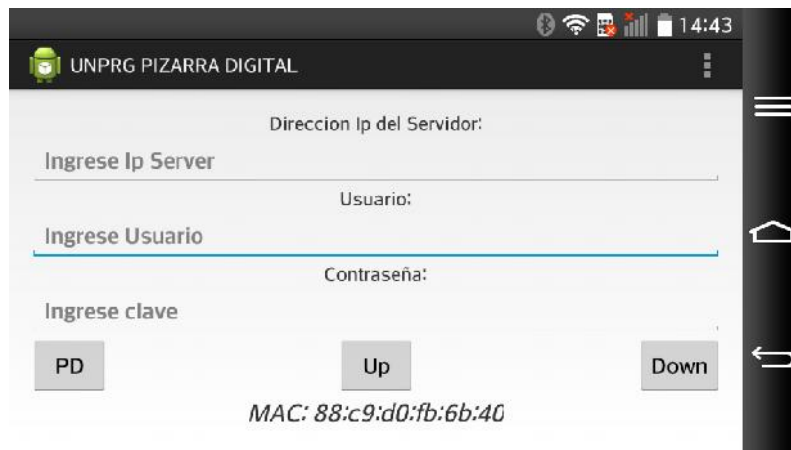 14:43
UNPRG PIZARRA DIGITAL
Direccion Ip del Servidor:
Ingrese Ip Server
Usuario:
Ingrese Usuario
Contraseña:
Ingrese clave
PD Up Down
MAC: 88:c9:d0:fb:6b:40